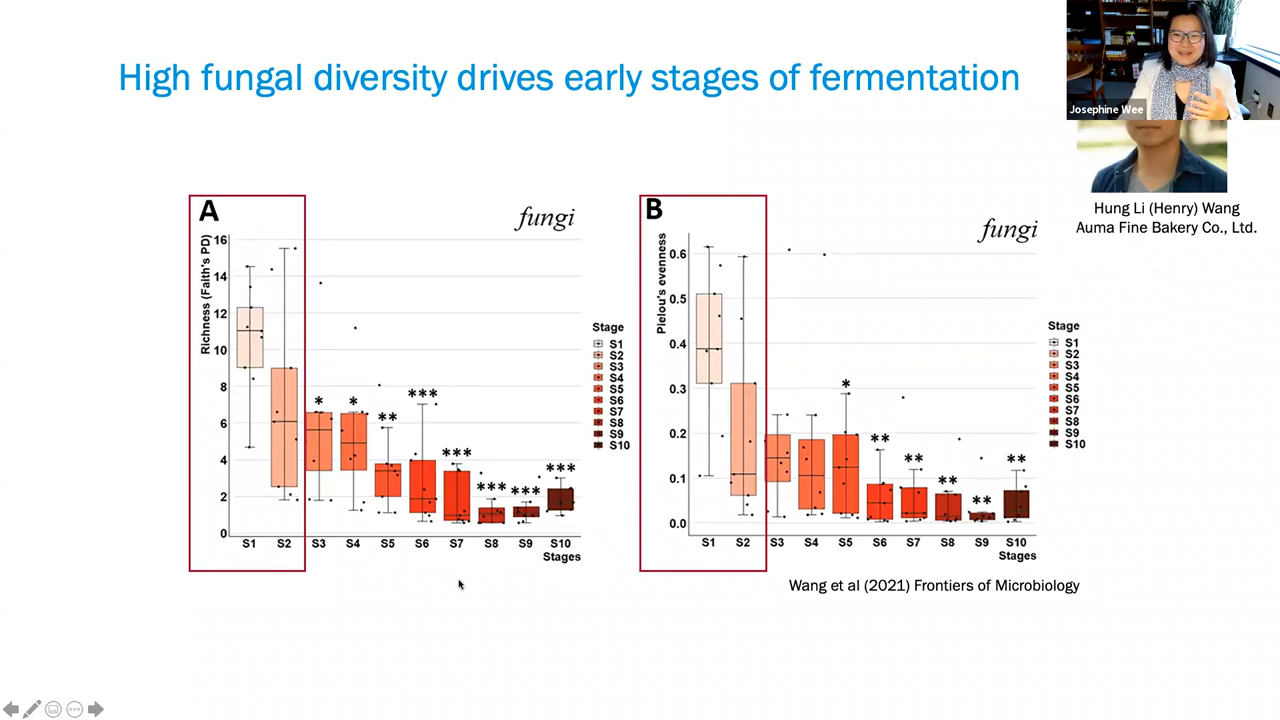 High fungal diversity drives early stages of fermentation
Josephine Wee
Hung Li (Henry) Wang
Auma Fine Bakery Co., Ltd.
A
fungi
Richness (Faith's PD)
16
14
12
10
8
6
4
2
0
* * ** *** *** *** *** ***
S1 S2 S3 S4 S5 S6 S7 S8 S9 S10
Stages
Stage
S1
S2
S3
S4
S5
S6
S7
S8
S9
S10
B
fungi
Pielou's evenness
0.6
0.5
0.4
0.3
0.2
0.1
0.0
* ** ** ** ** **
S1 S2 S3 S4 S5 S6 S7 S8 S9 S10
Stages
Stage
S1
S2
S3
S4
S5
S6
S7
S8
S9
S10
Wang et al (2021) Frontiers of Microbiology